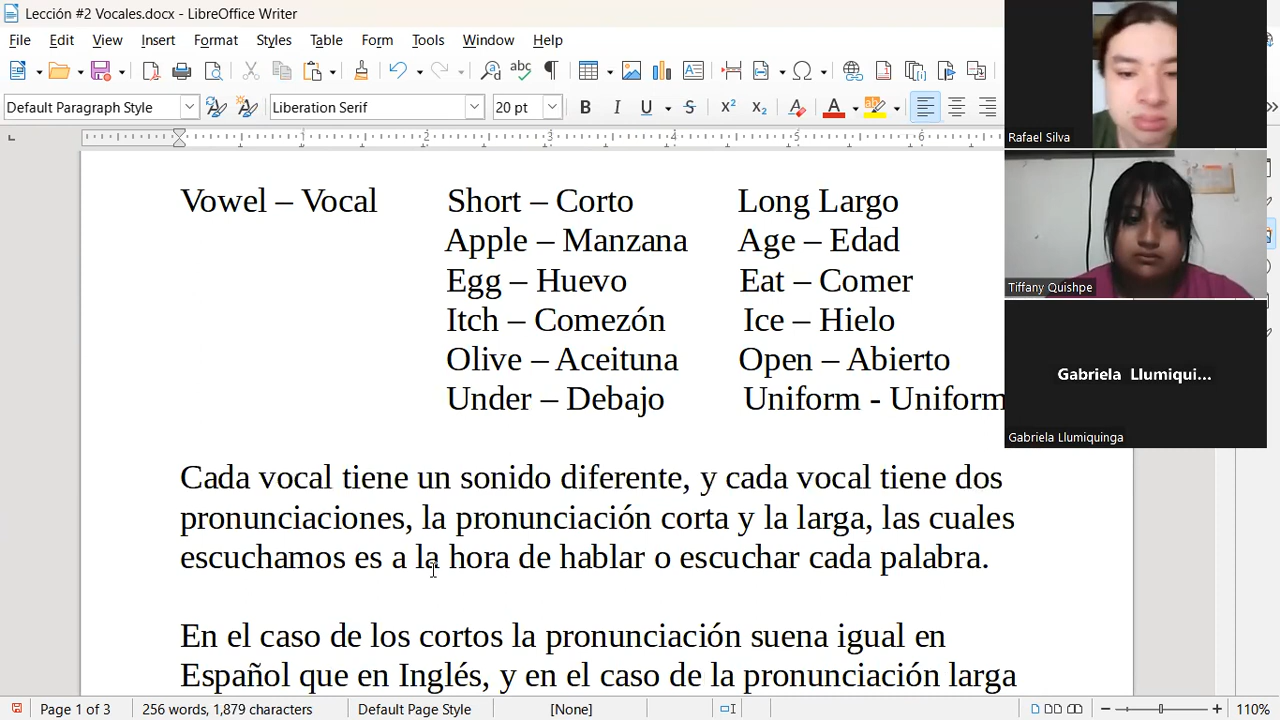 Lección #2 Vocales.docx - LibreOffice Writer
File Edit View Insert Format Styles Table Form Tools Window Help
Default Paragraph Style Liberation Serif 20 pt
1 2 3 4 5 6
Vowel – Vocal Short – Corto Long Largo
Apple – Manzana Age – Edad
Egg – Huevo Eat – Comer
Itch – Comezón Ice – Hielo
Olive – Aceituna Open – Abierto
Under – Debajo Uniform - Uniform
Cada vocal tiene un sonido diferente, y cada vocal tiene dos
pronunciaciones, la pronunciación corta y la larga, las cuales
escuchamos es a la hora de hablar o escuchar cada palabra.
En el caso de los cortos la pronunciación suena igual en
Español que en Inglés, y en el caso de la pronunciación larga
Rafael Silva
Tiffany Quishpe
Gabriela Llumiqui...
Gabriela Llumiquinga
Page 1 of 3 256 words, 1,879 characters Default Page Style [None] 110%